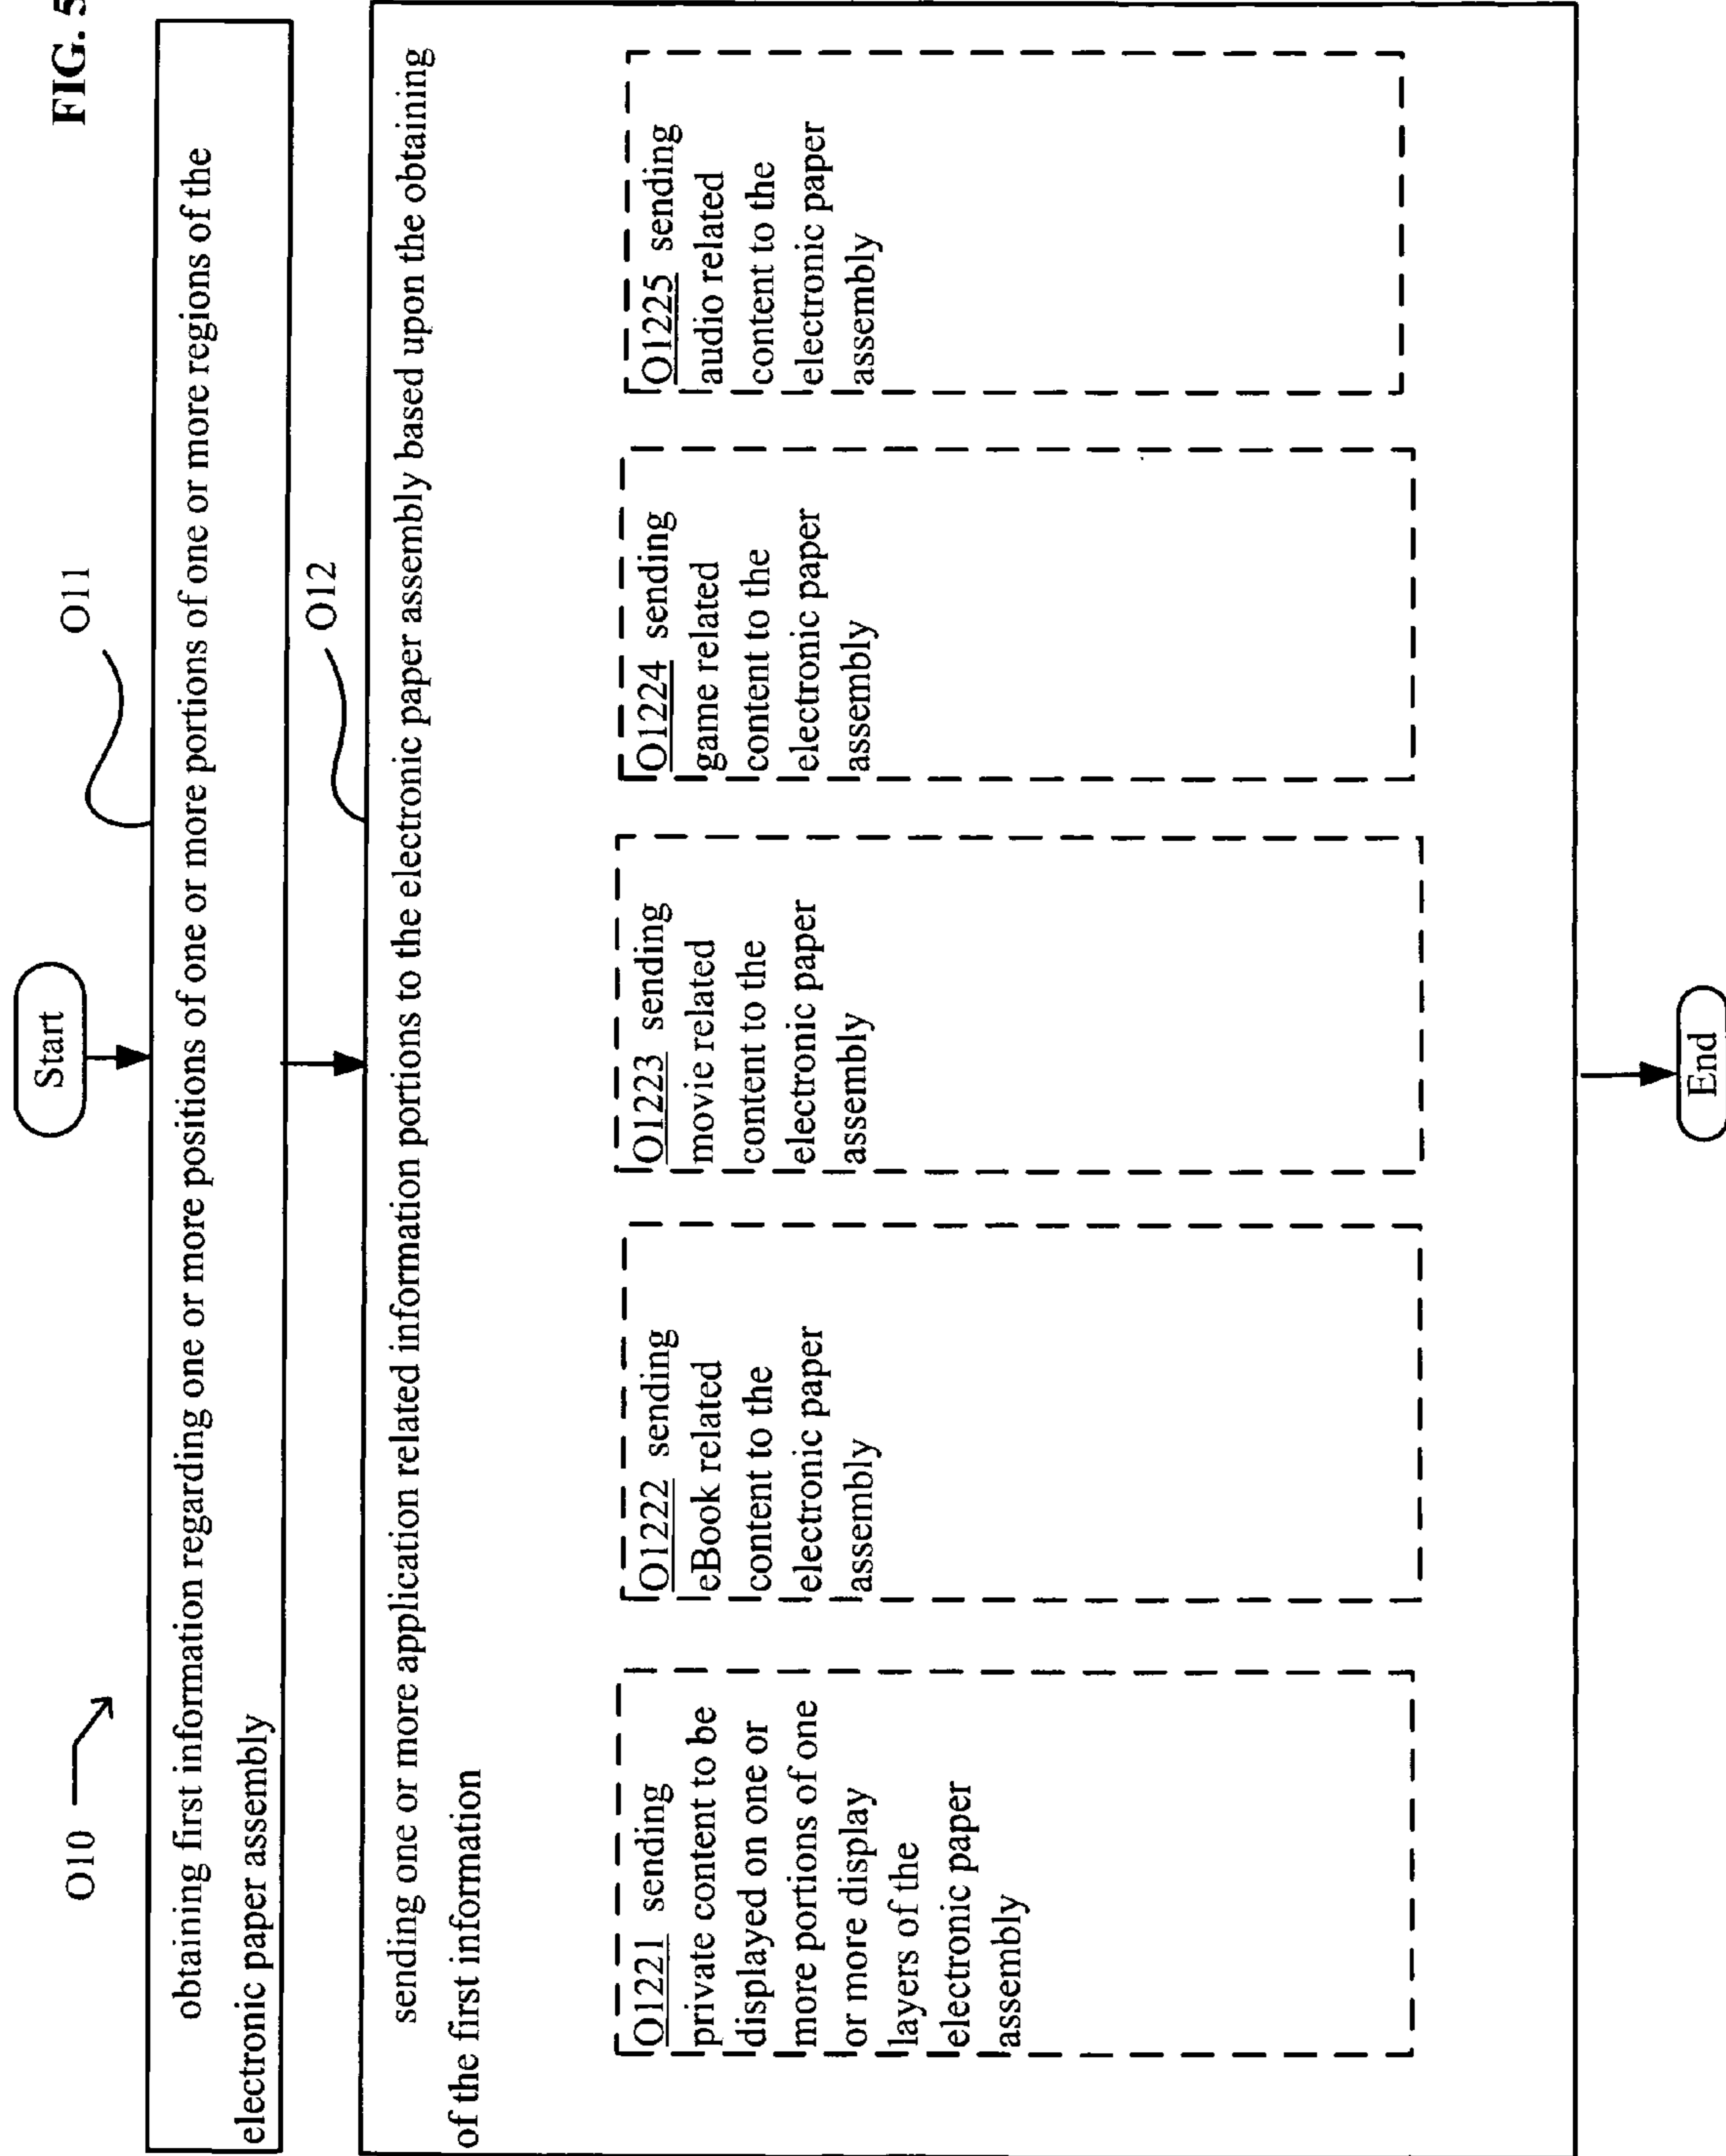 FIG. 5
Start
O10
O11
obtaining first information regarding one or more positions of one or more portions of one or more regions of the
electronic paper assembly
O12
sending one or more application related information portions to the electronic paper assembly based upon the obtaining
of the first information
O1221 sending
private content to be
displayed on one or
more portions of one
or more display
layers of the
electronic paper
assembly
O1222 sending
eBook related
content to the
electronic paper
assembly
O1223 sending
movie related
content to the
electronic paper
assembly
O1224 sending
game related
content to the
electronic paper
assembly
O1225 sending
audio related
content to the
electronic paper
assembly
End